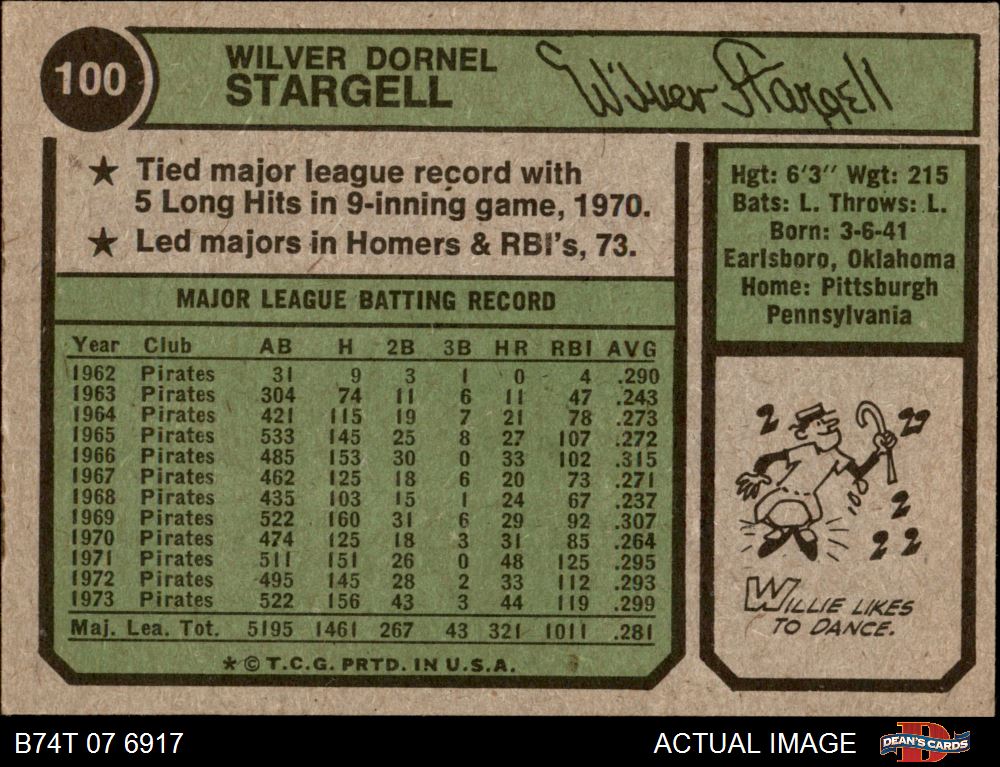 100
WILVER DORNEL
STARGELL
Wilver Stargell
★ Tied major league record with
5 Long Hits in 9-inning game, 1970.
★ Led majors in Homers & RBI's, 73.
MAJOR LEAGUE BATTING RECORD
Year Club AB H 2B 3B HR RBI AVG
1962 Pirates 31 9 3 1 0 4 .290
1963 Pirates 304 74 11 6 11 47 .243
1964 Pirates 421 115 19 7 21 78 .273
1965 Pirates 533 145 25 8 27 107 .272
1966 Pirates 485 153 30 0 33 102 .315
1967 Pirates 462 125 18 6 20 73 .271
1968 Pirates 435 103 15 1 24 67 .237
1969 Pirates 522 160 31 6 29 92 .307
1970 Pirates 474 125 18 3 31 85 .264
1971 Pirates 511 151 26 0 48 125 .295
1972 Pirates 495 145 28 2 33 112 .293
1973 Pirates 522 156 43 3 44 119 .299
Maj. Lea. Tot. 5195 1461 267 43 321 1011 .281
★ © T.C.G. PRTD. IN U.S.A.
Hgt: 6'3" Wgt: 215
Bats: L. Throws: L.
Born: 3-6-41
Earlsboro, Oklahoma
Home: Pittsburgh
Pennsylvania
WILLIE LIKES
TO DANCE.
B74T 07 6917
ACTUAL IMAGE
DEAN'S CARDS